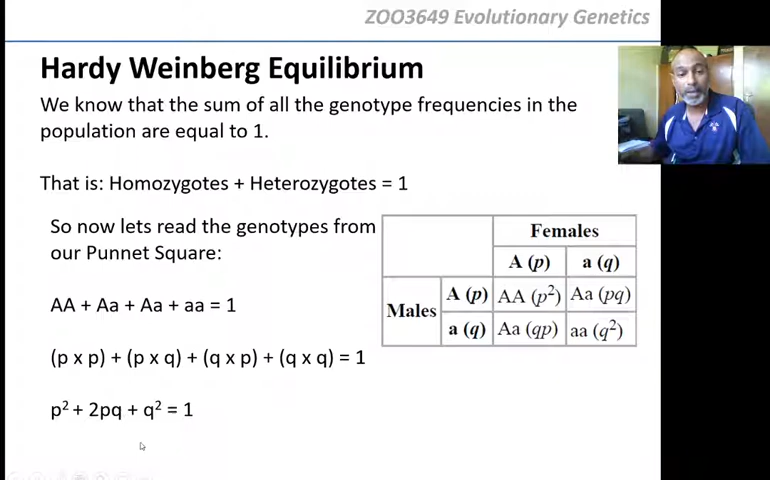 ZOO3649 Evolutionary Genetics
Hardy Weinberg Equilibrium
We know that the sum of all the genotype frequencies in the
population are equal to 1.
That is: Homozygotes + Heterozygotes = 1
So now lets read the genotypes from
our Punnet Square:
AA + Aa + Aa + aa = 1
(p x p) + (p x q) + (q x p) + (q x q) = 1
p² + 2pq + q² = 1
Females
A (p) a (q)
Males A (p) AA (p²) Aa (pq)
a (q) Aa (qp) aa (q²)